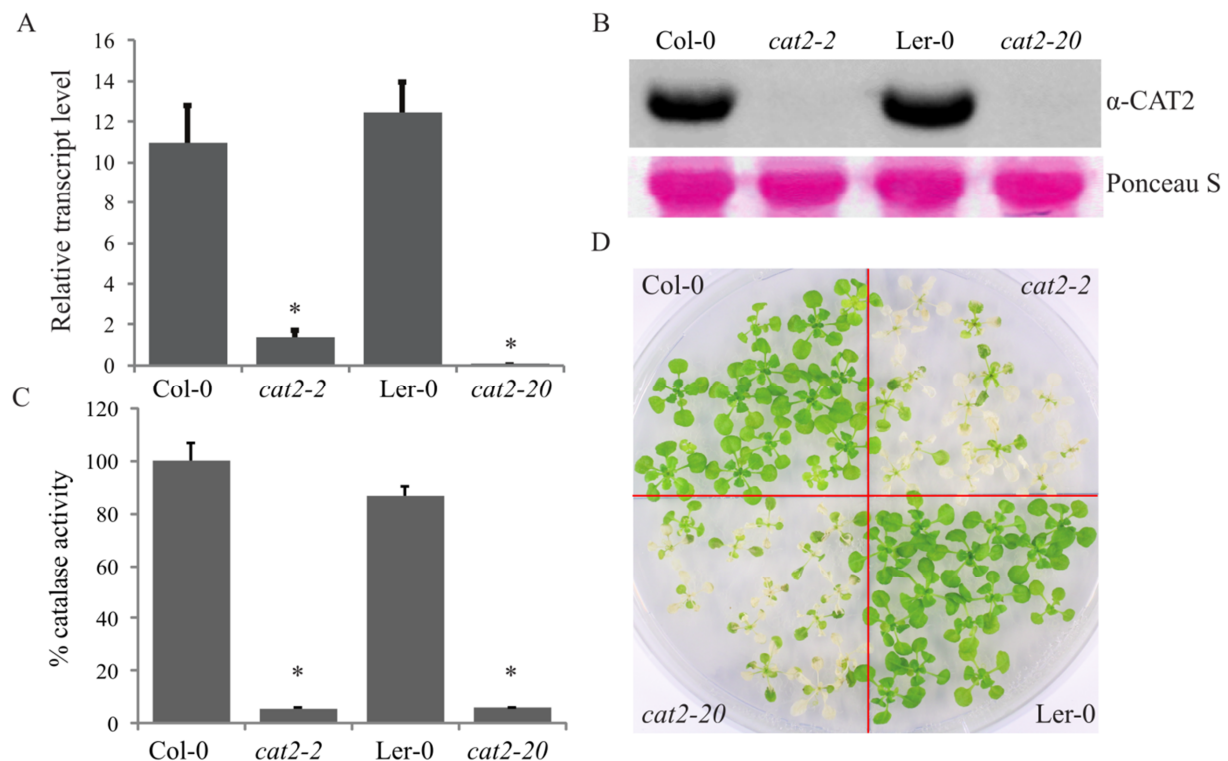 A
Relative transcript level
16
14
12
10
8
6
4
2
0
*
*
Col-0 cat2-2 Ler-0 cat2-20
B
Col-0 cat2-2 Ler-0 cat2-20
α-CAT2
Ponceau S
C
% catalase activity
120
100
80
60
40
20
0
*
*
Col-0 cat2-2 Ler-0 cat2-20
D
Col-0 cat2-2
cat2-20 Ler-0